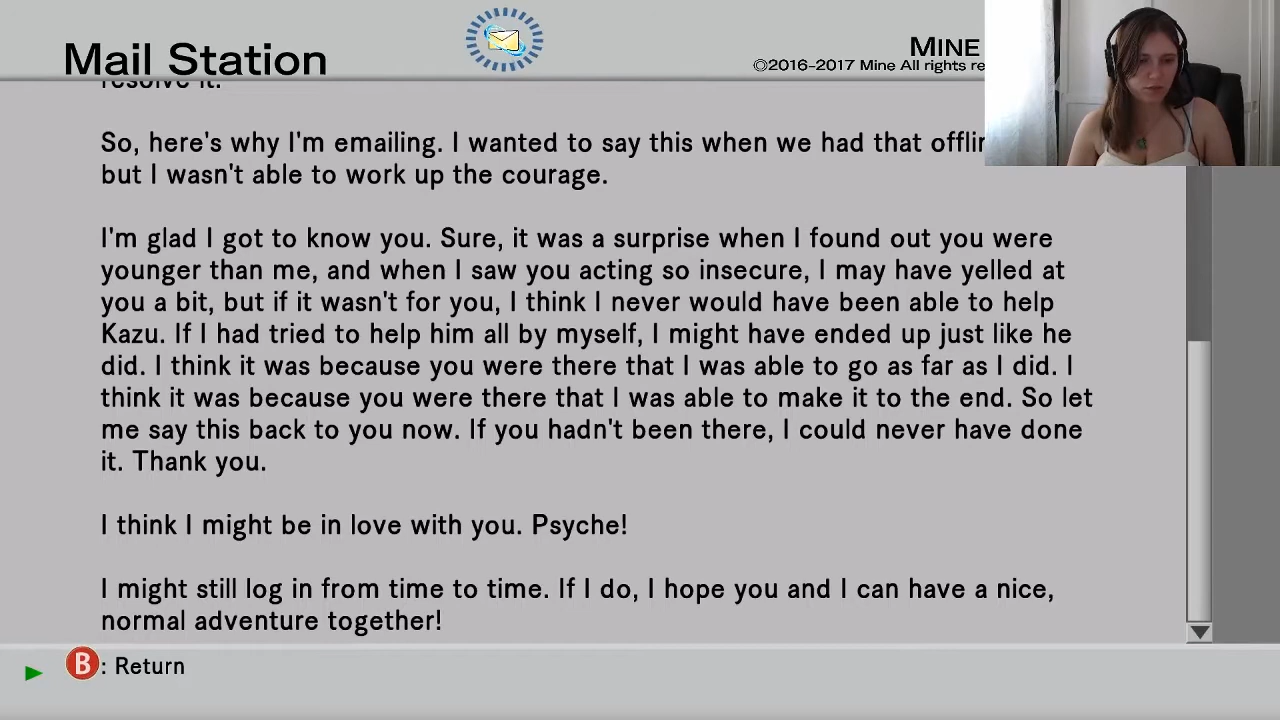 Mail Station
MINE
©2016-2017 Mine All rights re
resolve it.
So, here's why I'm emailing. I wanted to say this when we had that offlin
but I wasn't able to work up the courage.
I'm glad I got to know you. Sure, it was a surprise when I found out you were
younger than me, and when I saw you acting so insecure, I may have yelled at
you a bit, but if it wasn't for you, I think I never would have been able to help
Kazu. If I had tried to help him all by myself, I might have ended up just like he
did. I think it was because you were there that I was able to go as far as I did. I
think it was because you were there that I was able to make it to the end. So let
me say this back to you now. If you hadn't been there, I could never have done
it. Thank you.
I think I might be in love with you. Psyche!
I might still log in from time to time. If I do, I hope you and I can have a nice,
normal adventure together!
B: Return